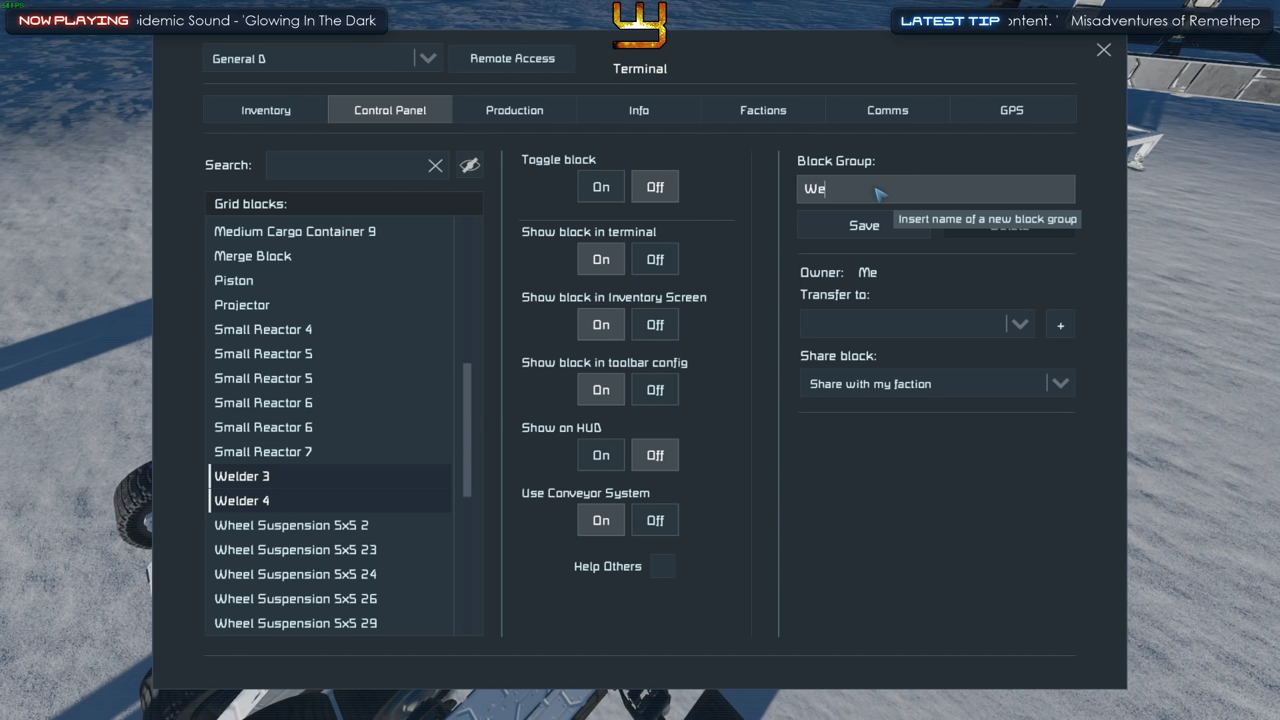 NOW PLAYING idemic Sound - 'Glowing In The Dark
LATEST TIP ontent. ' Misadventures of Remethep
General D
Remote Access
Terminal
Inventory
Control Panel
Production
Info
Factions
Comms
GPS
Search:
Grid blocks:
Medium Cargo Container 9
Merge Block
Piston
Projector
Small Reactor 4
Small Reactor 5
Small Reactor 5
Small Reactor 6
Small Reactor 6
Small Reactor 7
Welder 3
Welder 4
Wheel Suspension 5x5 2
Wheel Suspension 5x5 23
Wheel Suspension 5x5 24
Wheel Suspension 5x5 26
Wheel Suspension 5x5 29
Toggle block
On Off
Show block in terminal
On Off
Show block in Inventory Screen
On Off
Show block in toolbar config
On Off
Show on HUD
On Off
Use Conveyor System
On Off
Help Others
Block Group:
We
Save
Insert name of a new block group
Owner: Me
Transfer to:
+
Share block:
Share with my faction